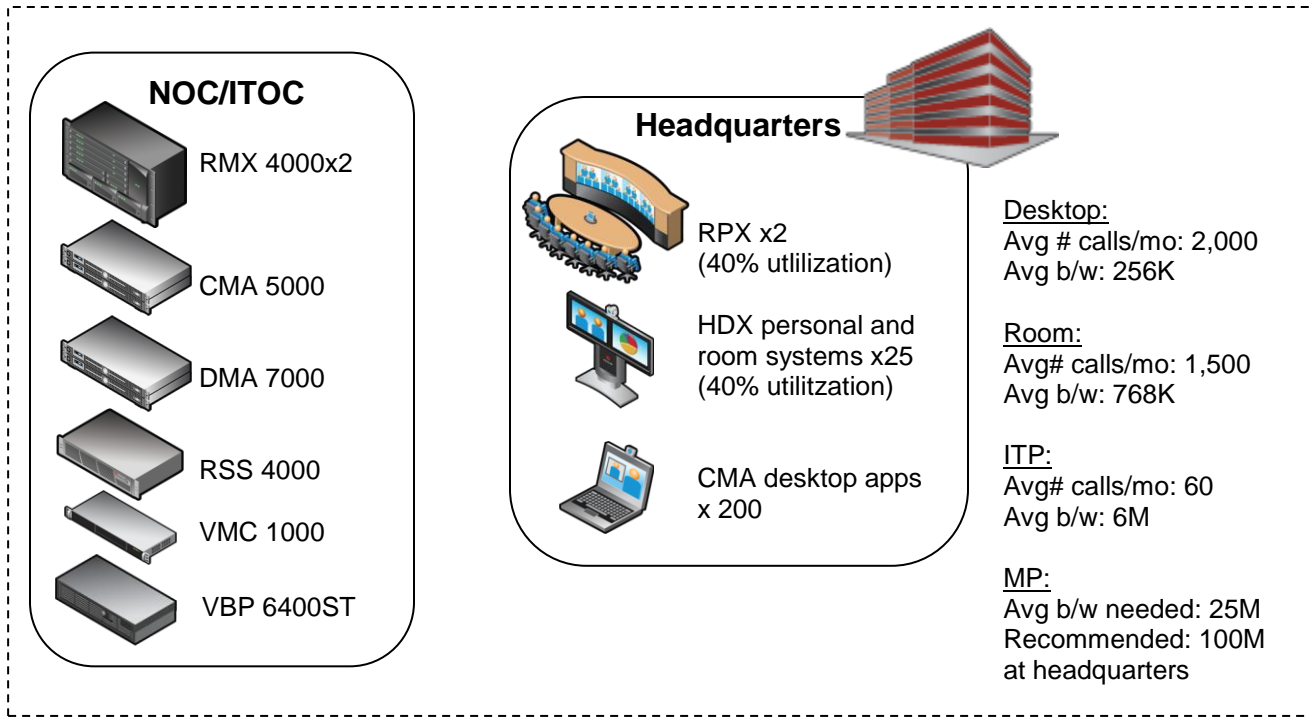 NOC/ITOC
RMX 4000x2
CMA 5000
DMA 7000
RSS 4000
VMC 1000
VBP 6400ST
Headquarters
RPX x2
(40% utlilization)
HDX personal and
room systems x25
(40% utilitzation)
CMA desktop apps
x 200
Desktop:
Avg # calls/mo: 2,000
Avg b/w: 256K
Room:
Avg# calls/mo: 1,500
Avg b/w: 768K
ITP:
Avg# calls/mo: 60
Avg b/w: 6M
MP:
Avg b/w needed: 25M
Recommended: 100M
at headquarters